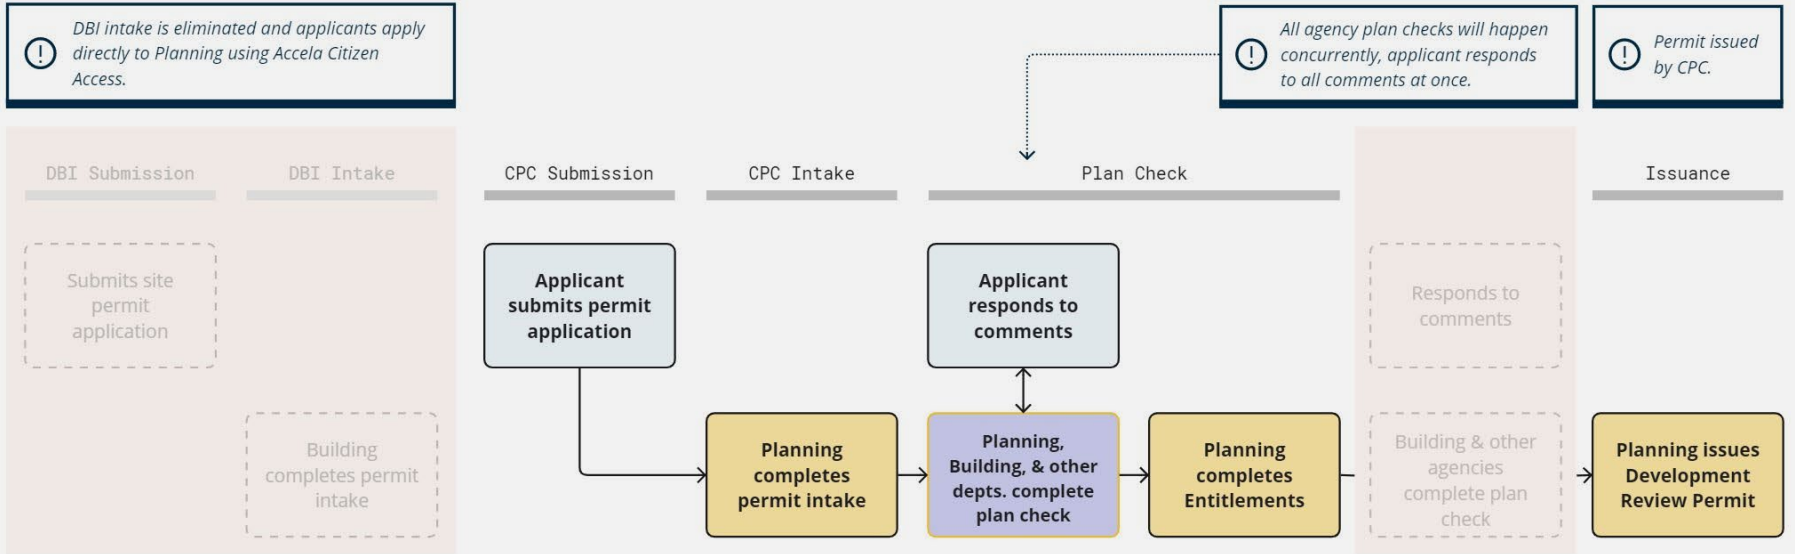 DBI intake is eliminated and applicants apply
directly to Planning using Accela Citizen
Access.
All agency plan checks will happen
concurrently, applicant responds
to all comments at once.
Permit issued
by CPC.
DBI Submission
DBI Intake
CPC Submission
CPC Intake
Plan Check
Issuance
Submits site
permit
application
Applicant
submits permit
application
Applicant
responds to
comments
Responds to
comments
Building
completes permit
intake
Planning
completes
permit intake
Planning,
Building, & other
depts. complete
plan check
Planning
completes
Entitlements
Building & other
agencies
complete plan
check
Planning issues
Development
Review Permit